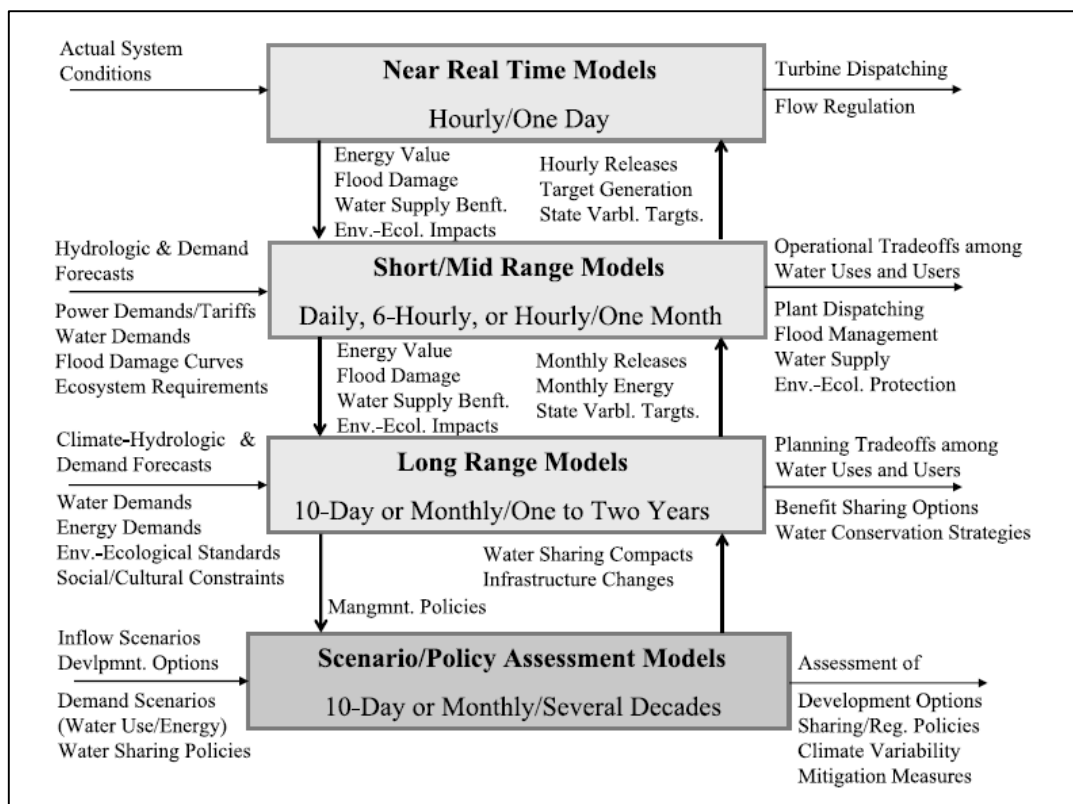 Actual System
Conditions
Near Real Time Models
Hourly/One Day
Turbine Dispatching
Flow Regulation
Energy Value
Flood Damage
Water Supply Benft.
Env.-Ecol. Impacts
Hourly Releases
Target Generation
State Varbl. Targts.
Hydrologic & Demand
Forecasts
Power Demands/Tariffs
Water Demands
Flood Damage Curves
Ecosystem Requirements
Short/Mid Range Models
Daily, 6-Hourly, or Hourly/One Month
Operational Tradeoffs among
Water Uses and Users
Plant Dispatching
Flood Management
Water Supply
Env.-Ecol. Protection
Energy Value
Flood Damage
Water Supply Benft.
Env.-Ecol. Impacts
Monthly Releases
Monthly Energy
State Varbl. Targts.
Climate-Hydrologic &
Demand Forecasts
Water Demands
Energy Demands
Env.-Ecological Standards
Social/Cultural Constraints
Long Range Models
10-Day or Monthly/One to Two Years
Planning Tradeoffs among
Water Uses and Users
Benefit Sharing Options
Water Conservation Strategies
Mangmnt. Policies
Water Sharing Compacts
Infrastructure Changes
Inflow Scenarios
Devlpmnt. Options
Demand Scenarios
(Water Use/Energy)
Water Sharing Policies
Scenario/Policy Assessment Models
10-Day or Monthly/Several Decades
Assessment of
Development Options
Sharing/Reg. Policies
Climate Variability
Mitigation Measures